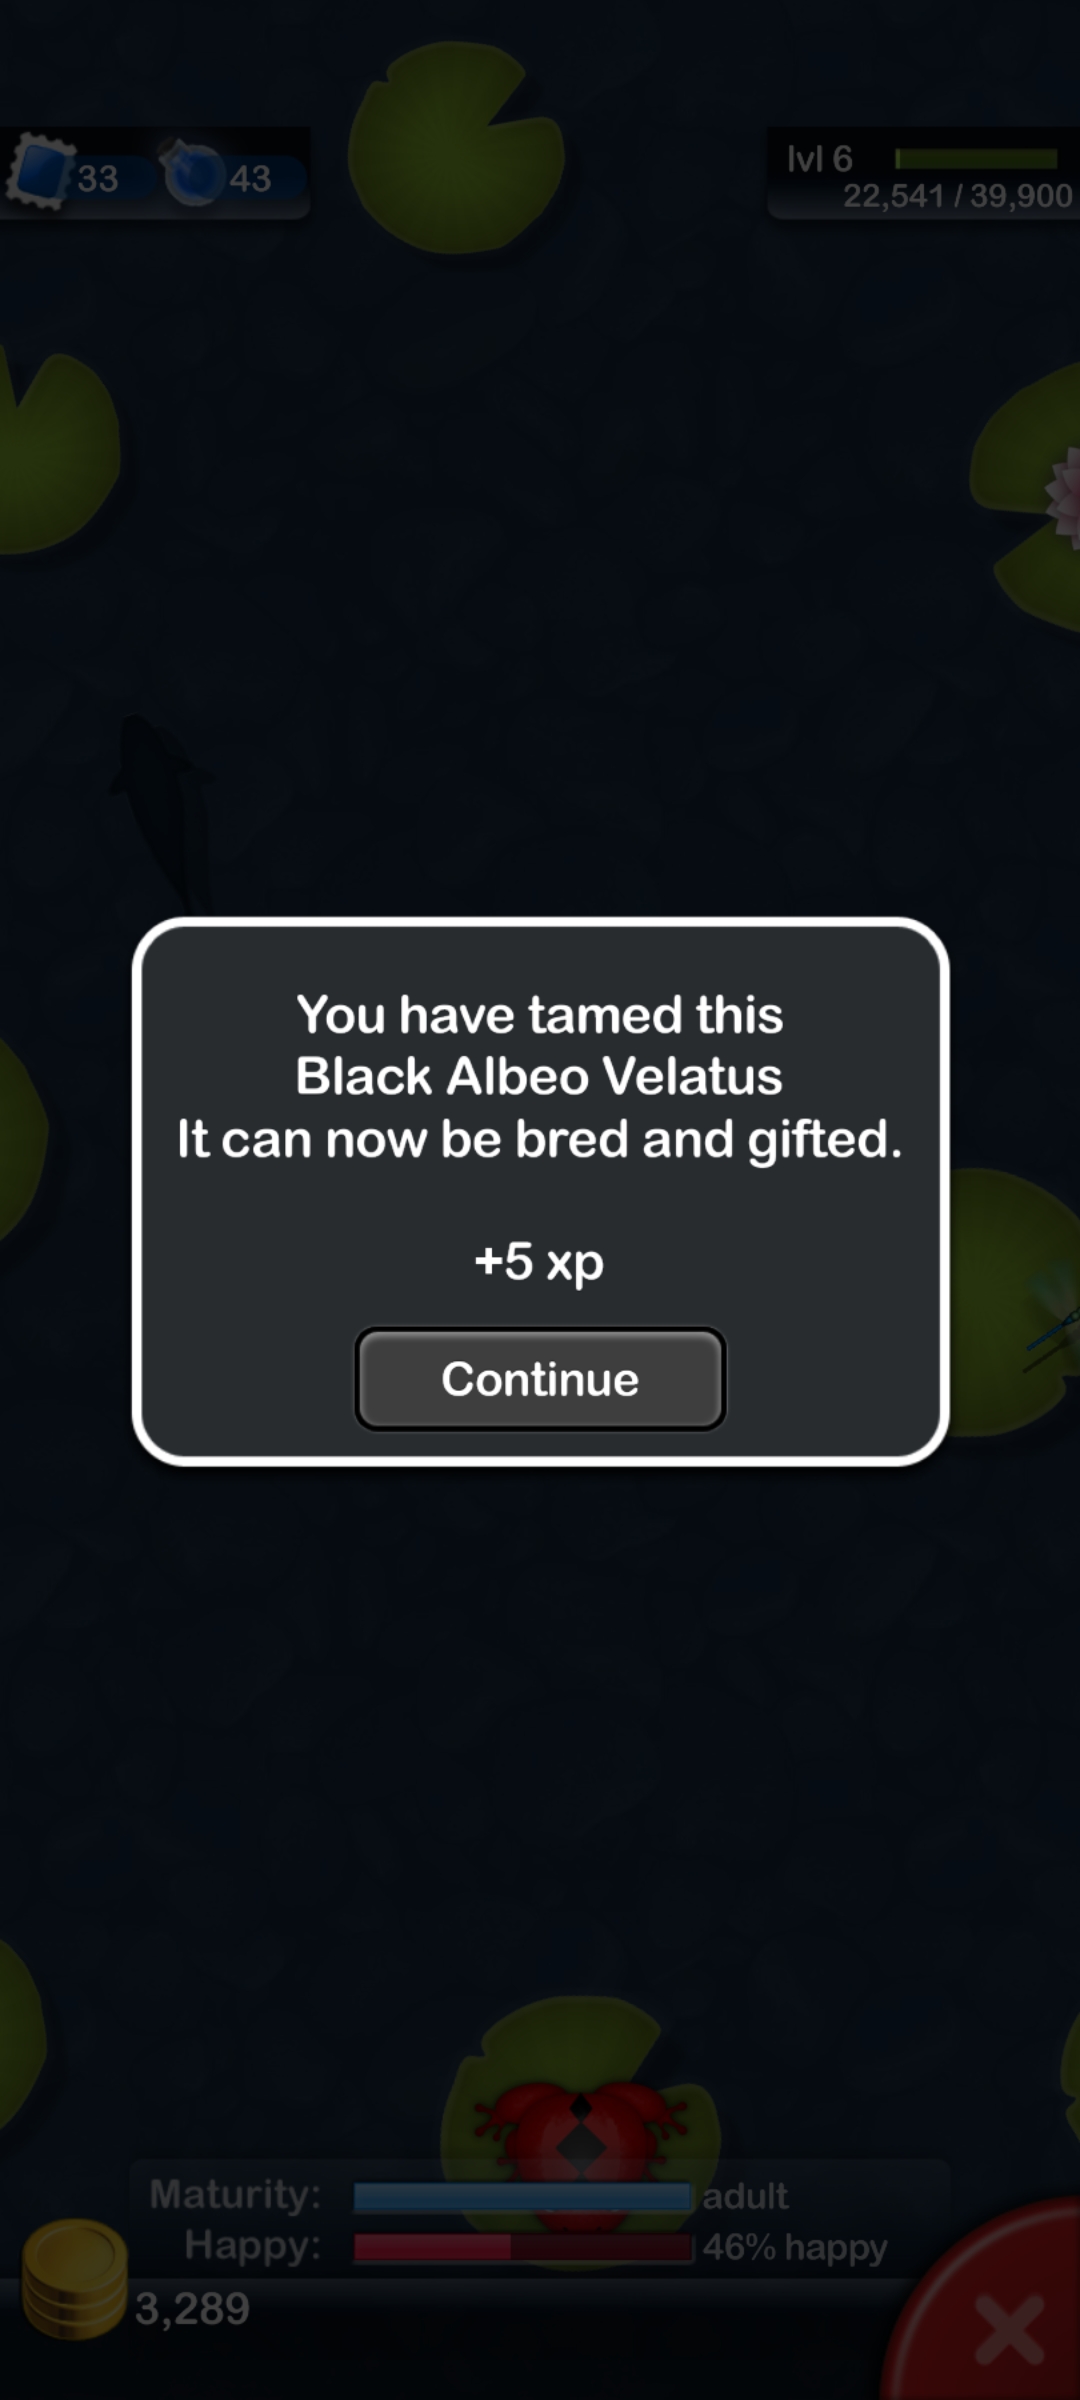 33 43
lvl 6
22,541 / 39,900
You have tamed this
Black Albeo Velatus
It can now be bred and gifted.
+5 xp
Continue
Maturity: adult
Happy: 46% happy
3,289